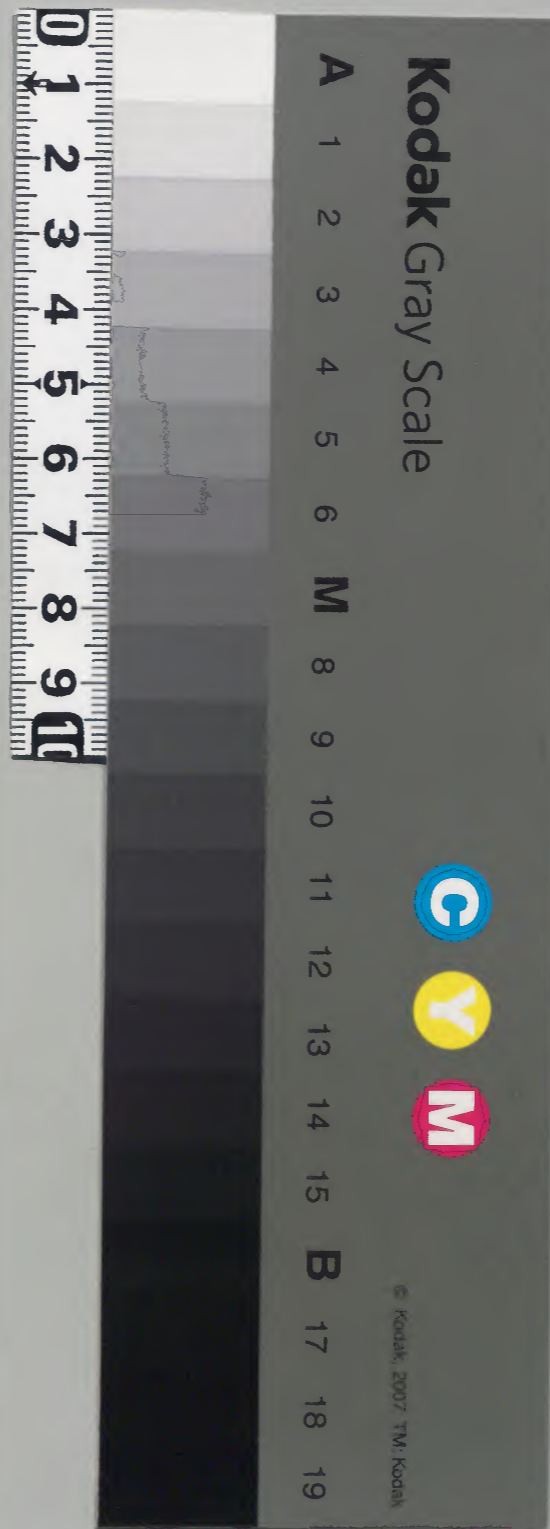 Kodak Gray Scale
C Y M
© Kodak, 2007 TM: Kodak
A 1 2 3 4 5 6 M 8 9 10 11 12 13 14 15 B 17 18 19
0 1 2 3 4 5 6 7 8 9 10